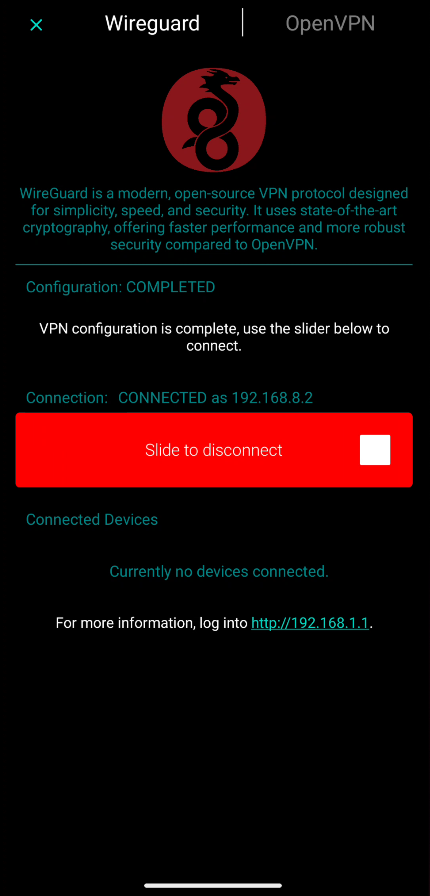 Wireguard
OpenVPN
WireGuard is a modern, open-source VPN protocol designed
for simplicity, speed, and security. It uses state-of-the-art
cryptography, offering faster performance and more robust
security compared to OpenVPN.
Configuration: COMPLETED
VPN configuration is complete, use the slider below to
connect.
Connection: CONNECTED as 192.168.8.2
Slide to disconnect
Connected Devices
Currently no devices connected.
For more information, log into http://192.168.1.1.